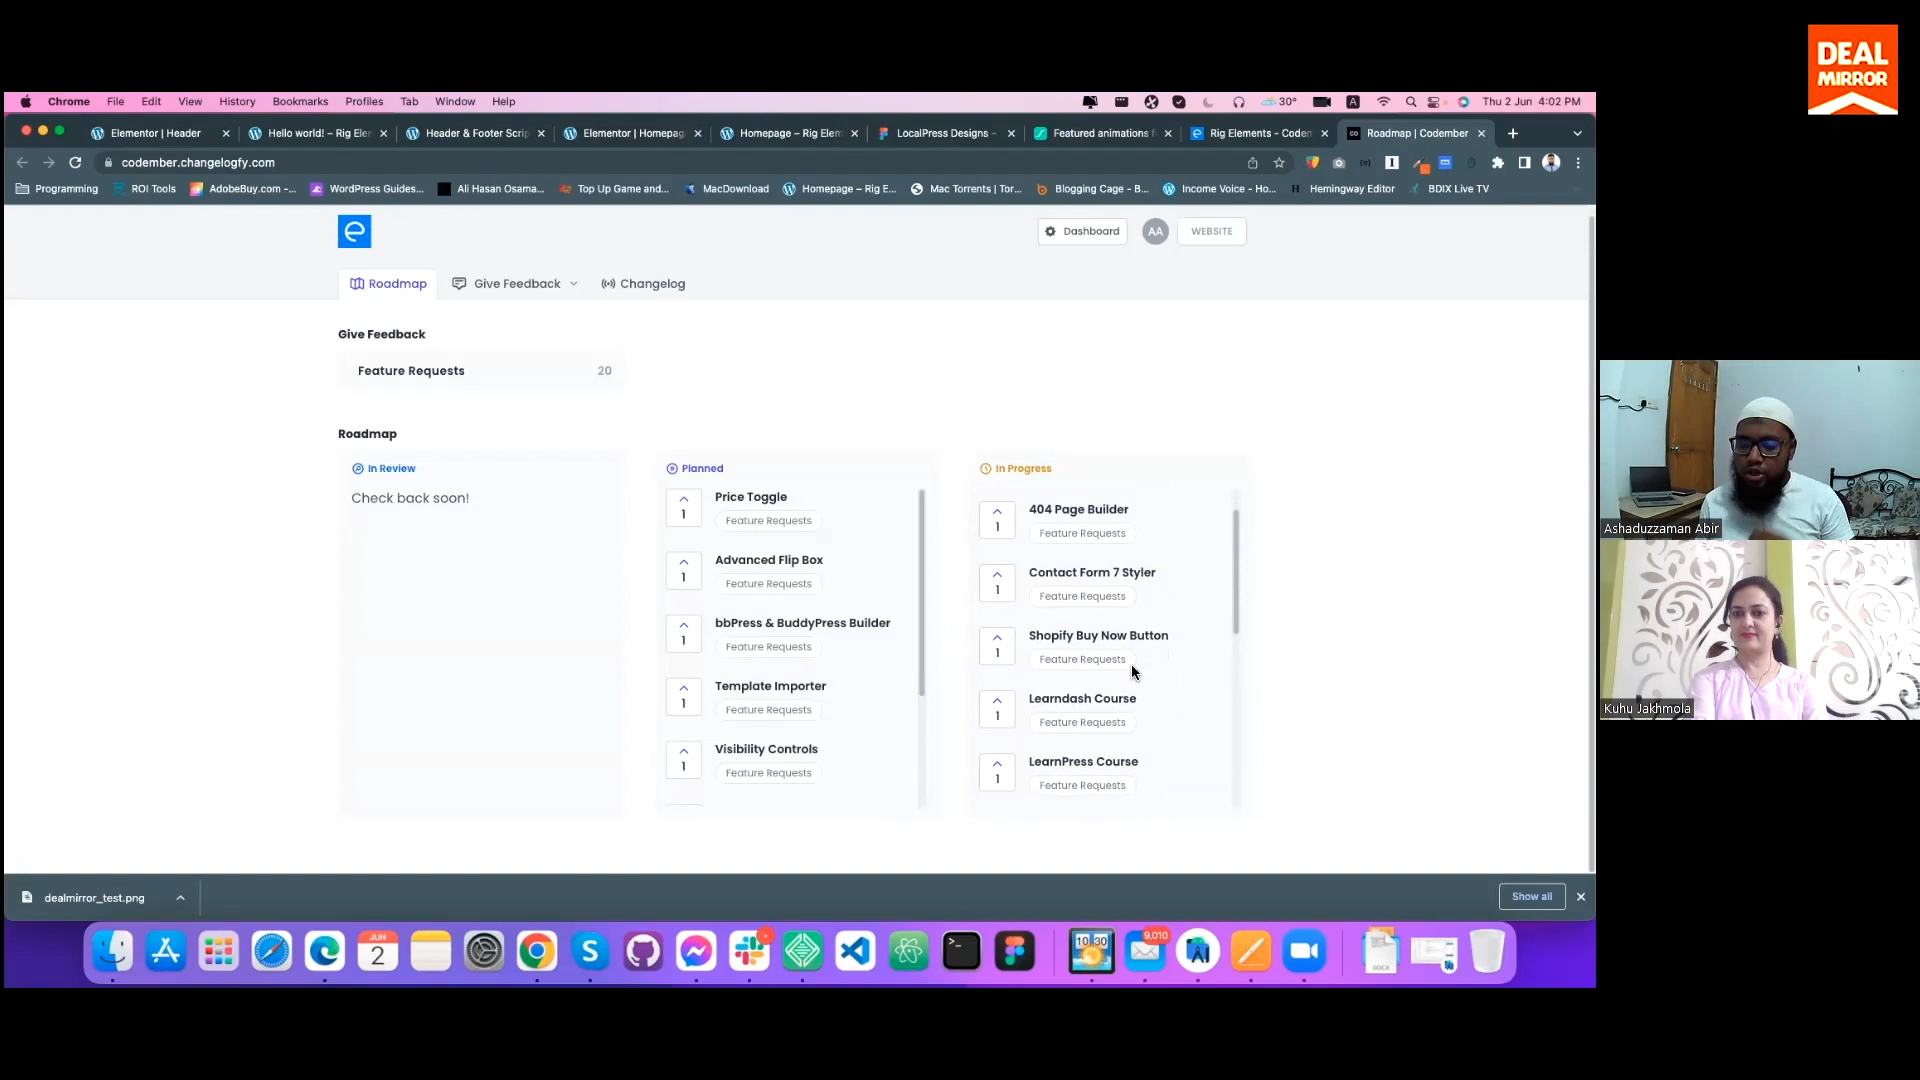 DEAL
MIRROR
Chrome File Edit View History Bookmarks Profiles Tab Window Help 30° A Thu 2 Jun 4:02 PM
Elementor | Header Hello world! – Rig Elem Header & Footer Scrip Elementor | Homepag Homepage – Rig Elem LocalPress Designs – Featured animations f Rig Elements - Codem Roadmap | Codember
codember.changelogfy.com
Programming ROI Tools AdobeBuy.com -... WordPress Guides... Ali Hasan Osama... Top Up Game and... MacDownload Homepage – Rig E... Mac Torrents | Tor... Blogging Cage - B... Income Voice - Ho... Hemingway Editor BDIX Live TV
Dashboard AA WEBSITE
Roadmap Give Feedback Changelog
Give Feedback
Feature Requests 20
Roadmap
In Review
Check back soon!
Planned
Price Toggle
1
Feature Requests
Advanced Flip Box
1
Feature Requests
bbPress & BuddyPress Builder
1
Feature Requests
Template Importer
1
Feature Requests
Visibility Controls
1
Feature Requests
In Progress
404 Page Builder
1
Feature Requests
Contact Form 7 Styler
1
Feature Requests
Shopify Buy Now Button
1
Feature Requests
Learndash Course
1
Feature Requests
LearnPress Course
1
Feature Requests
Ashaduzzaman Abir
Kuhu Jakhmola
dealmirror_test.png Show all
JUN
2
10 30
9,010
DOCX